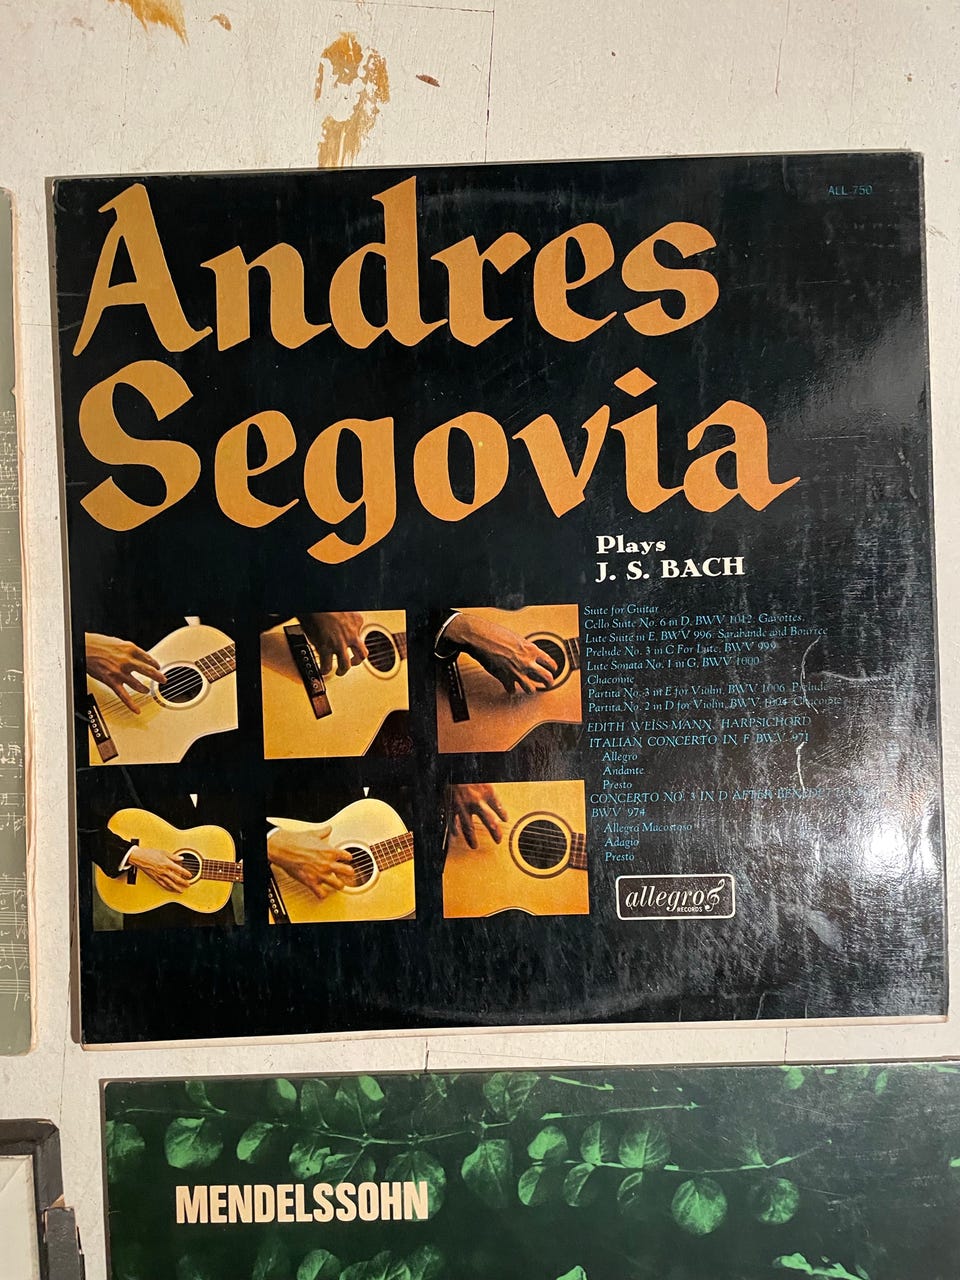 ALL 750
Andres
Segovia
Plays
J. S. BACH
Suite for Guitar
Cello Suite No. 6 in D, BWV 1012: Gavottes,
Lute Suite in E, BWV 996: Sarabande and Bourree
Prelude No. 3 in C For Lute, BWV 999
Lute Sonata No. 1 in G, BWV 1000
Chaconne
Partita No. 3 in E for Violin, BWV 1006: Prelude
Partita No. 2 in D for Violin, BWV 1004: Chaconne
EDITH WEISS-MANN, HARPSICHORD
ITALIAN CONCERTO IN F BWV 971
Allegro
Andante
Presto
CONCERTO NO. 3 IN D AFTER
BWV 974
Allegra
Adagio
Presto
allegro
RECORDS
MENDELSSOHN